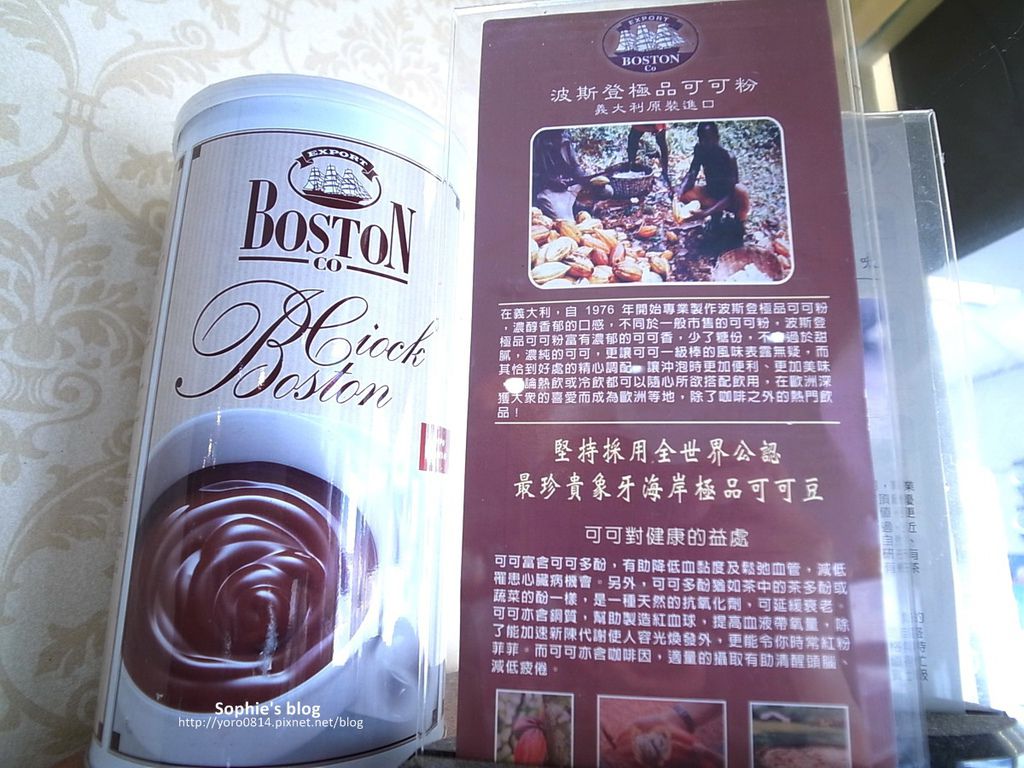 EXPORT
BOSTON
CO
Ciock
Boston
Sophie's blog
http://yoro0814.pixnet.net/blog
EXPORT
BOSTON
Co
波斯登極品可可粉
義大利原裝進口
在義大利，自 1976 年開始專業製作波斯登極品可可粉
，濃醇香郁的口感，不同於一般市售的可可粉，波斯登
極品可可粉富有濃郁的可可香，少了糖份，不過於甜
膩，濃純的可可，更讓可可一級棒的風味表露無疑，而
其恰到好處的精心調配，讓沖泡時更加便利、更加美味
論熱飲或冷飲都可以隨心所欲搭配飲用，在歐洲深
獲大衆的喜愛而成為歐洲等地，除了咖啡之外的熱門飲
品！
堅持採用全世界公認
最珍貴象牙海岸極品可可豆
可可對健康的益處
可可富含可可多酚，有助降低血黏度及鬆弛血管，減低
罹患心臟病機會。另外，可可多酚猶如茶中的茶多酚或
蔬菜的酚一樣，是一種天然的抗氧化劑，可延緩衰老。
可可亦含銅質，幫助製造紅血球，提高血液帶氧量，除
了能加速新陳代謝使人容光煥發外，更能令你時常紅粉
菲菲。而可可亦含咖啡因，適量的攝取有助清醒頭腦、
減低疲倦。